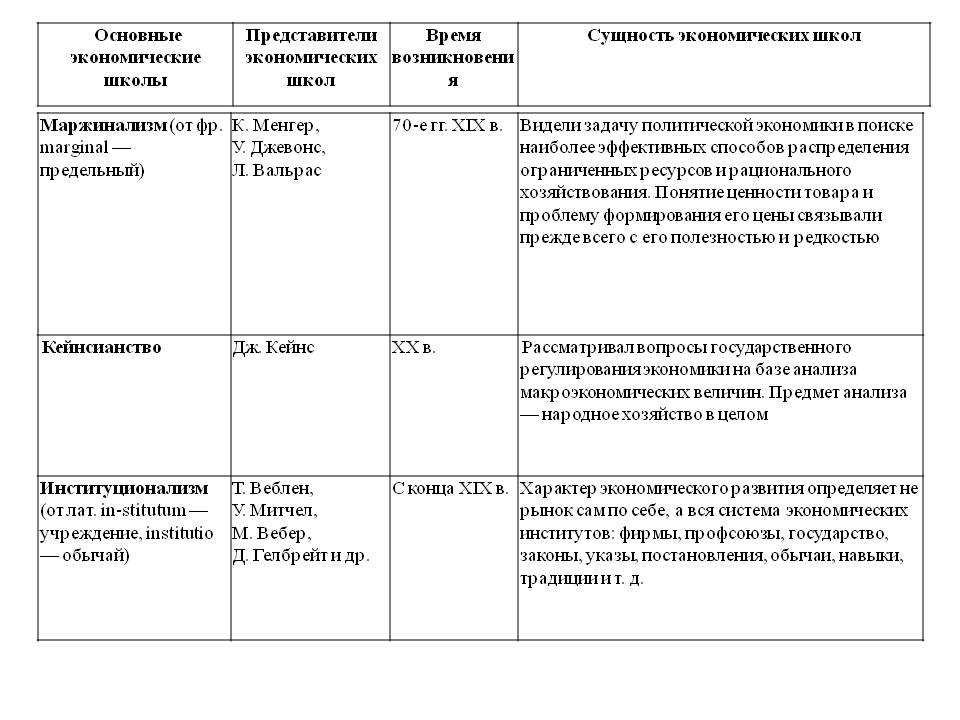 Основные
экономические
школы
Представители
экономических
школ
Время
возникновени
я
Сущность экономических школ
Маржинализм (от фр.
marginal —
предельный)
К. Менгер,
У. Джевонс,
Л. Вальрас
70-е гг. XIX в.
Видели задачу политической экономики в поиске
наиболее эффективных способов распределения
ограниченных ресурсов и рационального
хозяйствования. Понятие ценности товара и
проблему формирования его цены связывали
прежде всего с его полезностью и редкостью
Кейнсианство
Дж. Кейнс
XX в.
Рассматривал вопросы государственного
регулирования экономики на базе анализа
макроэкономических величин. Предмет анализа
— народное хозяйство в целом
Институционализм
(от лат. in-stitutum —
учреждение, institutio
— обычай)
Т. Веблен,
У. Митчел,
М. Вебер,
Д. Гелбрейт и др.
С конца XIX в.
Характер экономического развития определяет не
рынок сам по себе, а вся система экономических
институтов: фирмы, профсоюзы, государство,
законы, указы, постановления, обычаи, навыки,
традиции и т. д.